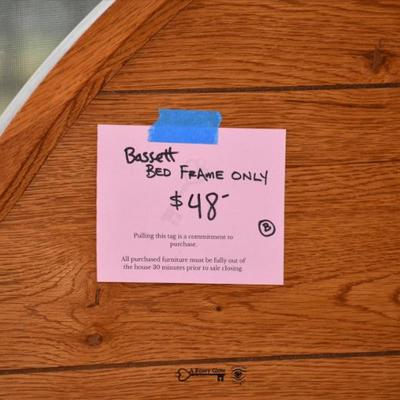 Bassett
BED FRAME ONLY
$48-
B
Pulling this tag is a commitment to
purchase.
All purchased furniture must be fully out of
the house 30 minutes prior to sale closing.